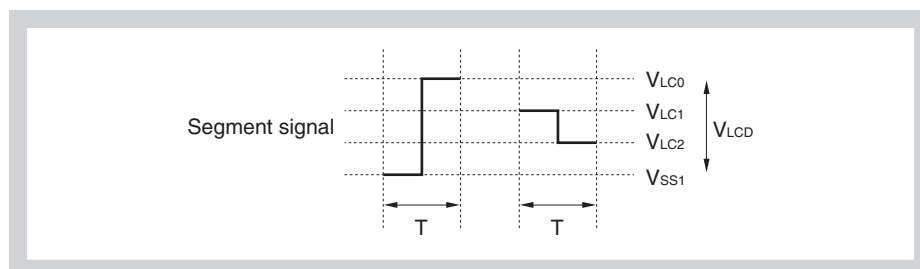 VLC0
VLC1
Segment signal
VLCD
VLC2
VSS1
T
T